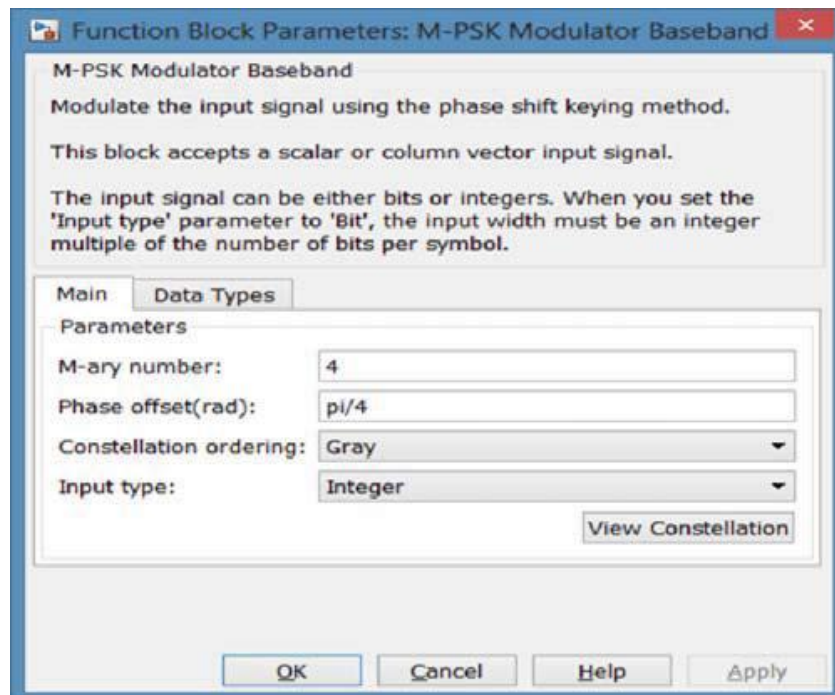 Function Block Parameters: M-PSK Modulator Baseband
M-PSK Modulator Baseband
Modulate the input signal using the phase shift keying method.
This block accepts a scalar or column vector input signal.
The input signal can be either bits or integers. When you set the
'Input type' parameter to 'Bit', the input width must be an integer
multiple of the number of bits per symbol.
Main Data Types
Parameters
M-ary number: 4
Phase offset(rad): pi/4
Constellation ordering: Gray
Input type: Integer
View Constellation
OK Cancel Help Apply